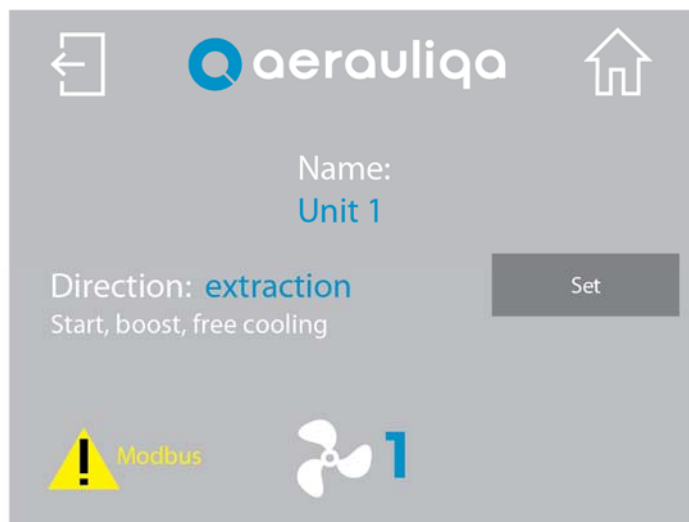 aerauliqa
Name:
Unit 1
Direction: extraction
Set
Start, boost, free cooling
! Modbus
1